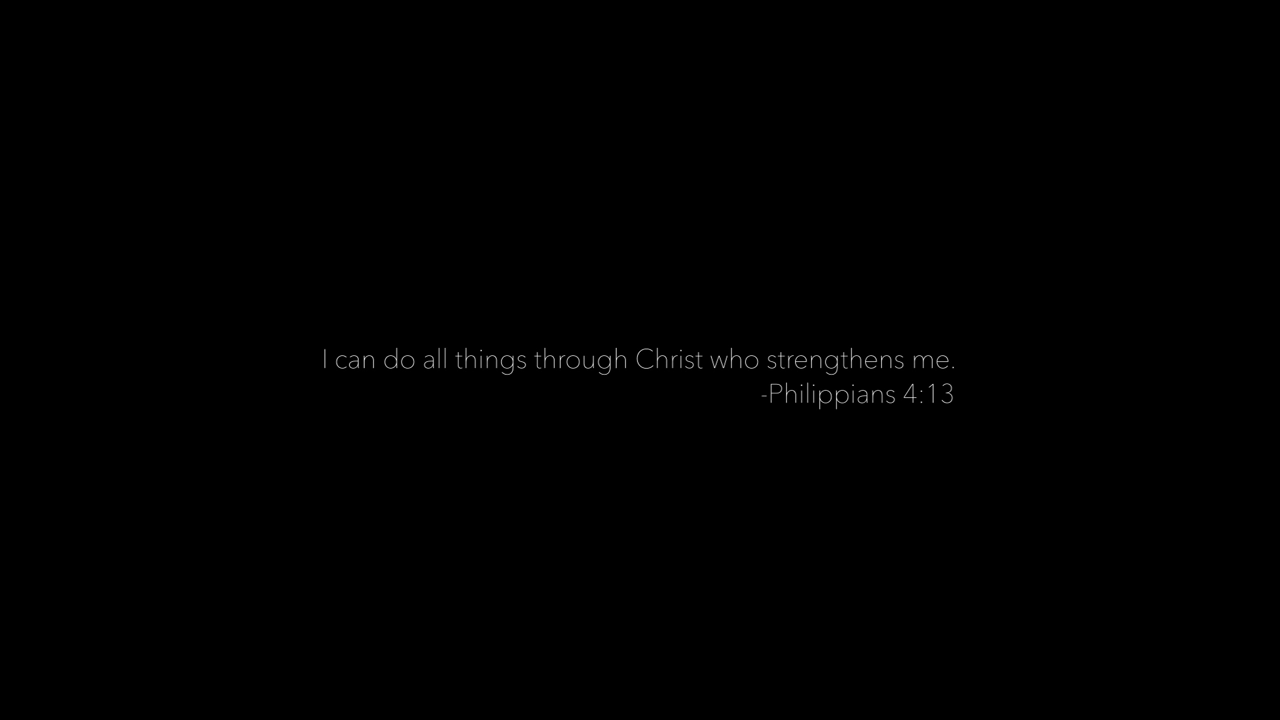 I can do all things through Christ who strengthens me.
-Philippians 4:13